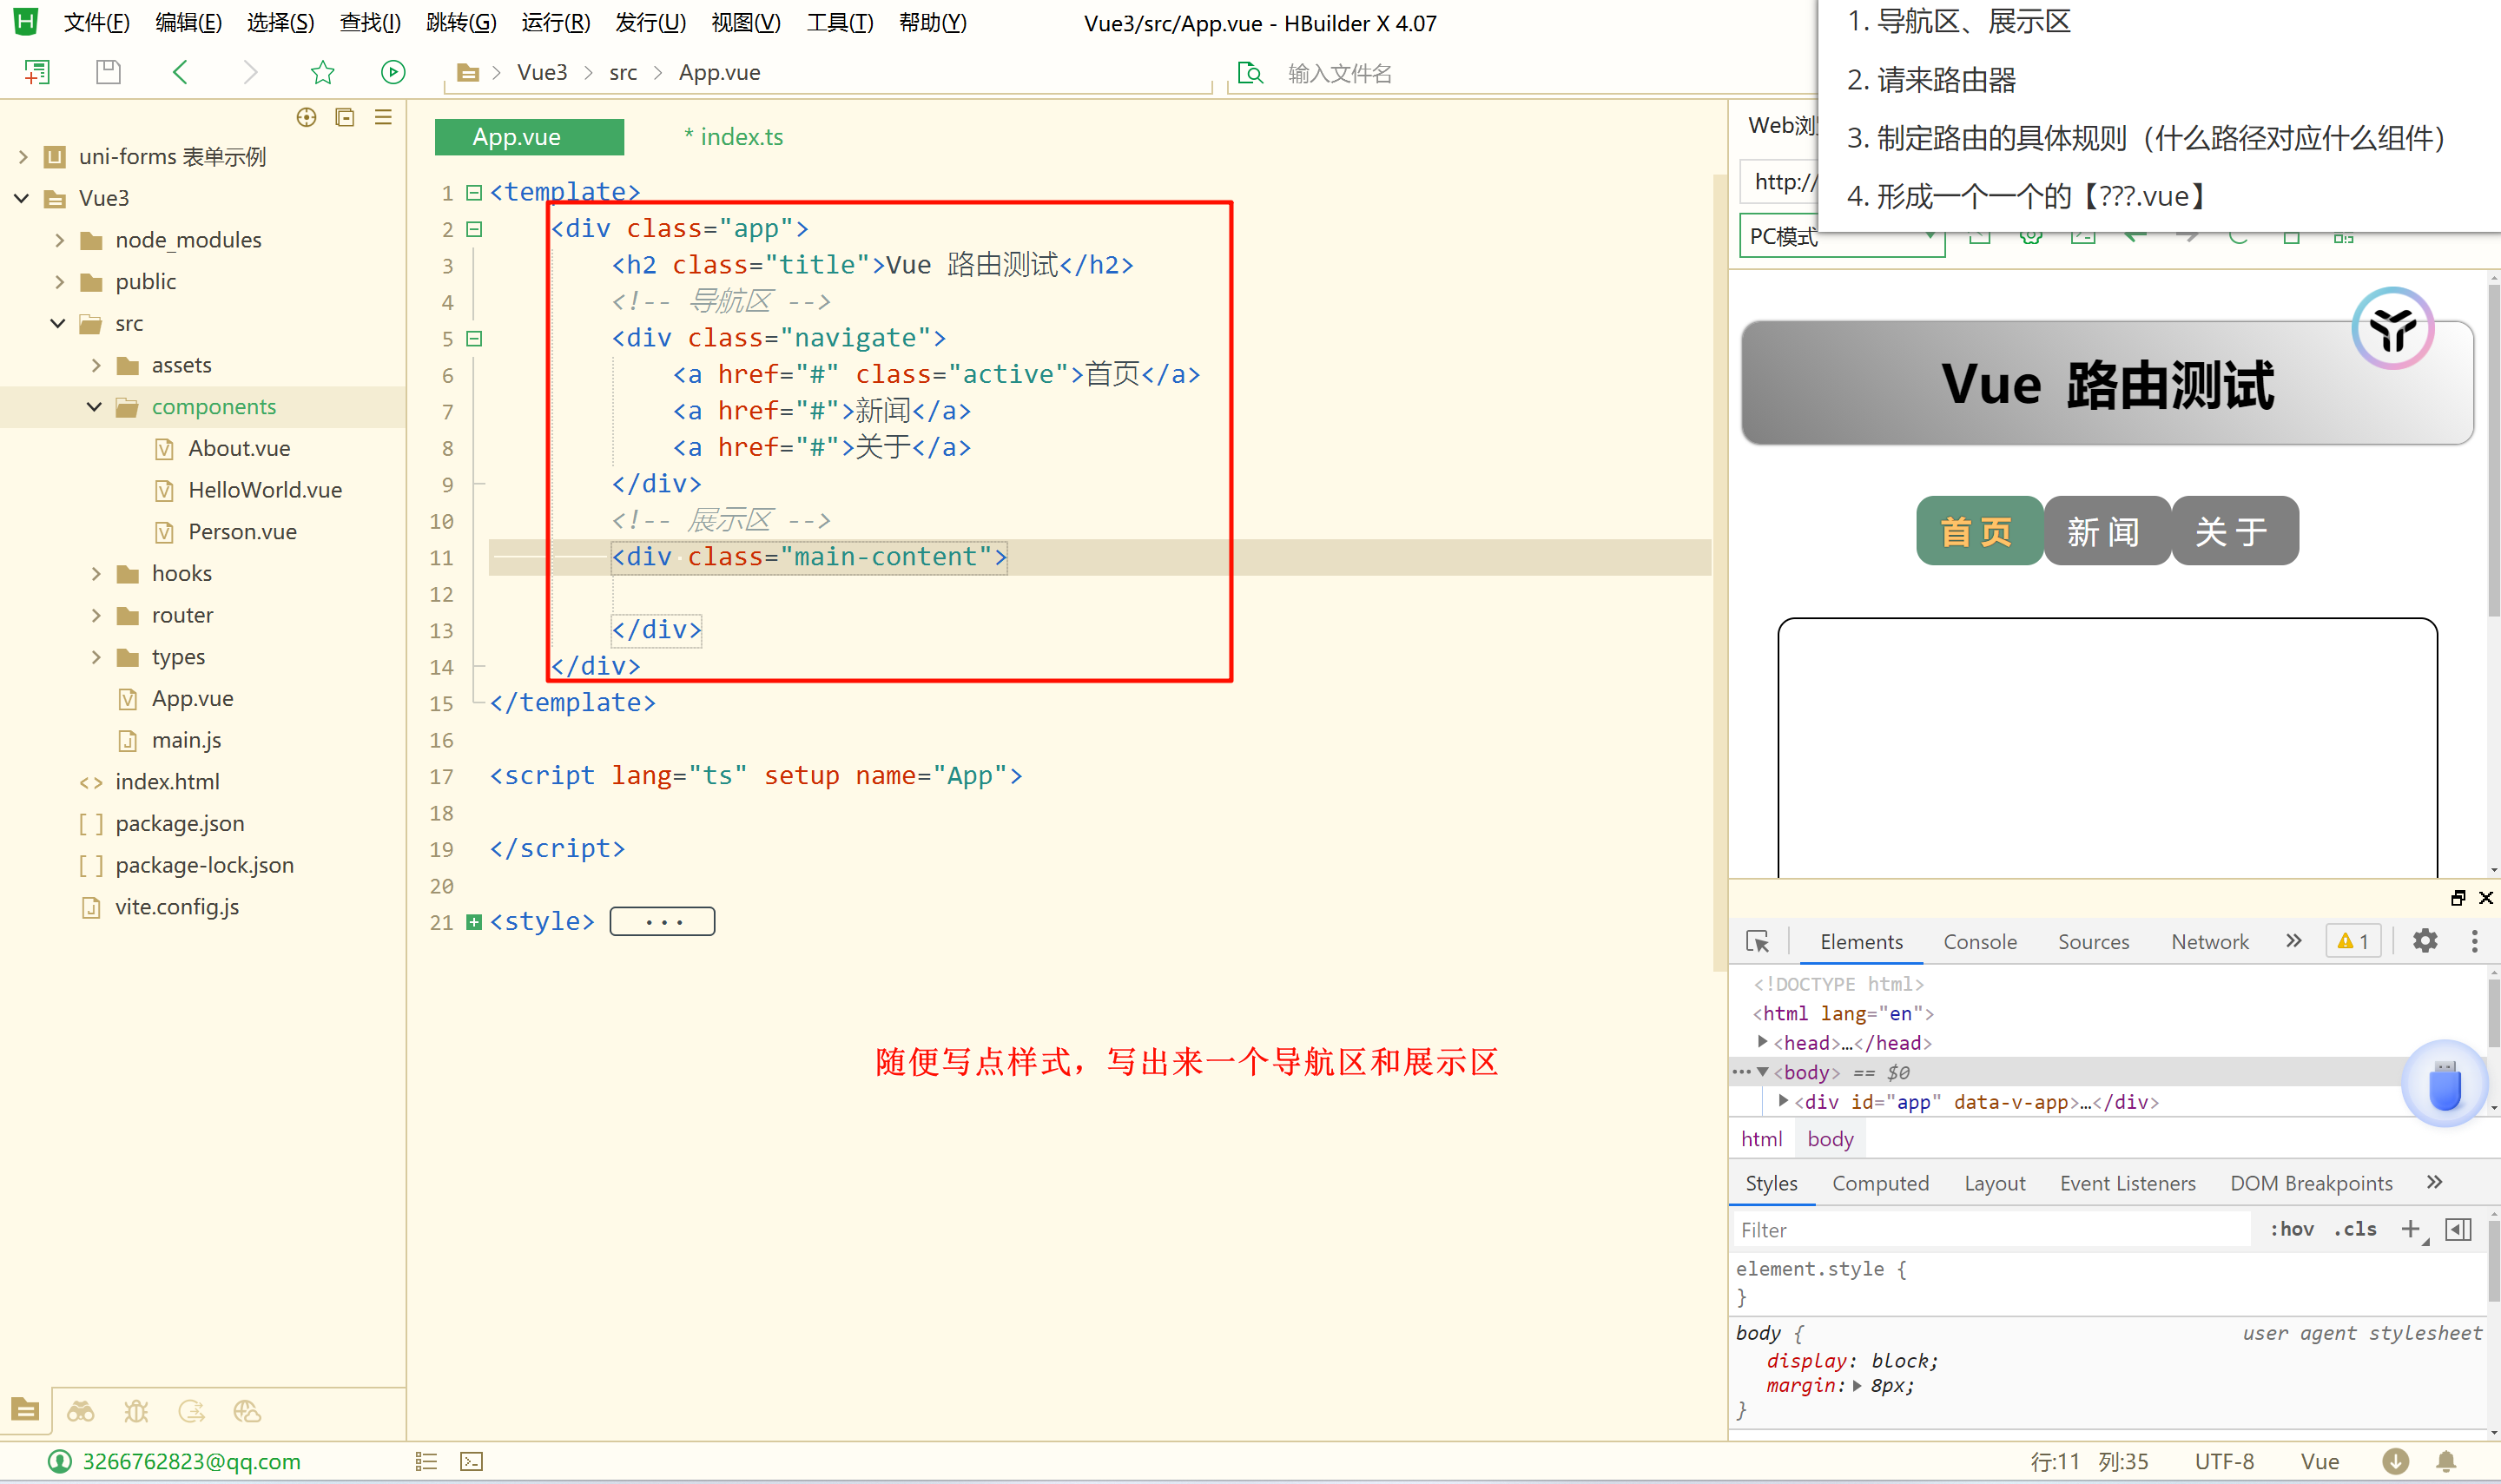 文件(F) 编辑(E) 选择(S) 查找(I) 跳转(G) 运行(R) 发行(U) 视图(V) 工具(T) 帮助(Y)
Vue3/src/App.vue - HBuilder X 4.07
Vue3 src App.vue
输入文件名
1. 导航区、展示区
2. 请来路由器
3. 制定路由的具体规则（什么路径对应什么组件）
4. 形成一个一个的【???.vue】
uni-forms 表单示例
Vue3
node_modules
public
src
assets
components
About.vue
HelloWorld.vue
Person.vue
hooks
router
types
App.vue
main.js
index.html
package.json
package-lock.json
vite.config.js
App.vue
* index.ts
1 <template>
2 <div class="app">
3 <h2 class="title">Vue 路由测试</h2>
4 <!-- 导航区 -->
5 <div class="navigate">
6 <a href="#" class="active">首页</a>
7 <a href="#">新闻</a>
8 <a href="#">关于</a>
9 </div>
10 <!-- 展示区 -->
11 <div class="main-content">
12
13 </div>
14 </div>
15 </template>
16
17 <script lang="ts" setup name="App">
18
19 </script>
20
21 <style> ...
随便写点样式，写出来一个导航区和展示区
Web浏
http://
PC模式
Vue 路由测试
首页 新闻 关于
Elements Console Sources Network 1
<!DOCTYPE html>
<html lang="en">
<head>…</head>
<body> == $0
<div id="app" data-v-app>…</div>
html body
Styles Computed Layout Event Listeners DOM Breakpoints
Filter :hov .cls
element.style {
}
body { user agent stylesheet
display: block;
margin: 8px;
}
3266762823@qq.com
行:11 列:35 UTF-8 Vue